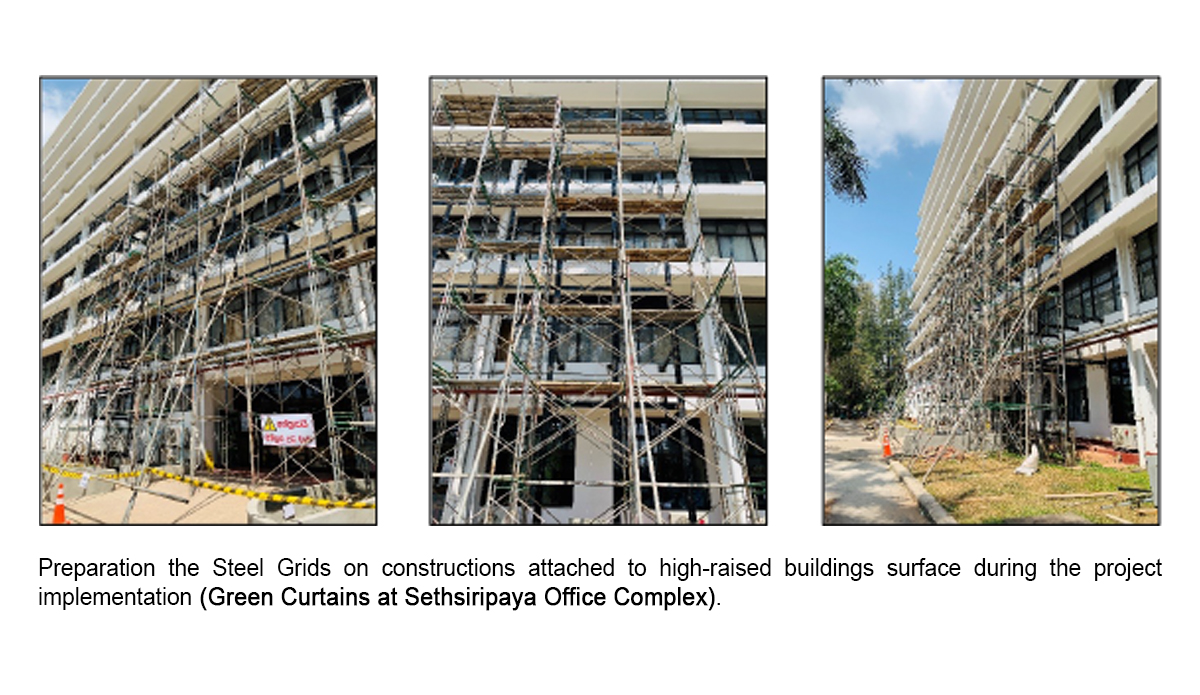 Preparation the Steel Grids on constructions attached to high-raised buildings surface during the project
implementation (Green Curtains at Sethsiripaya Office Complex).